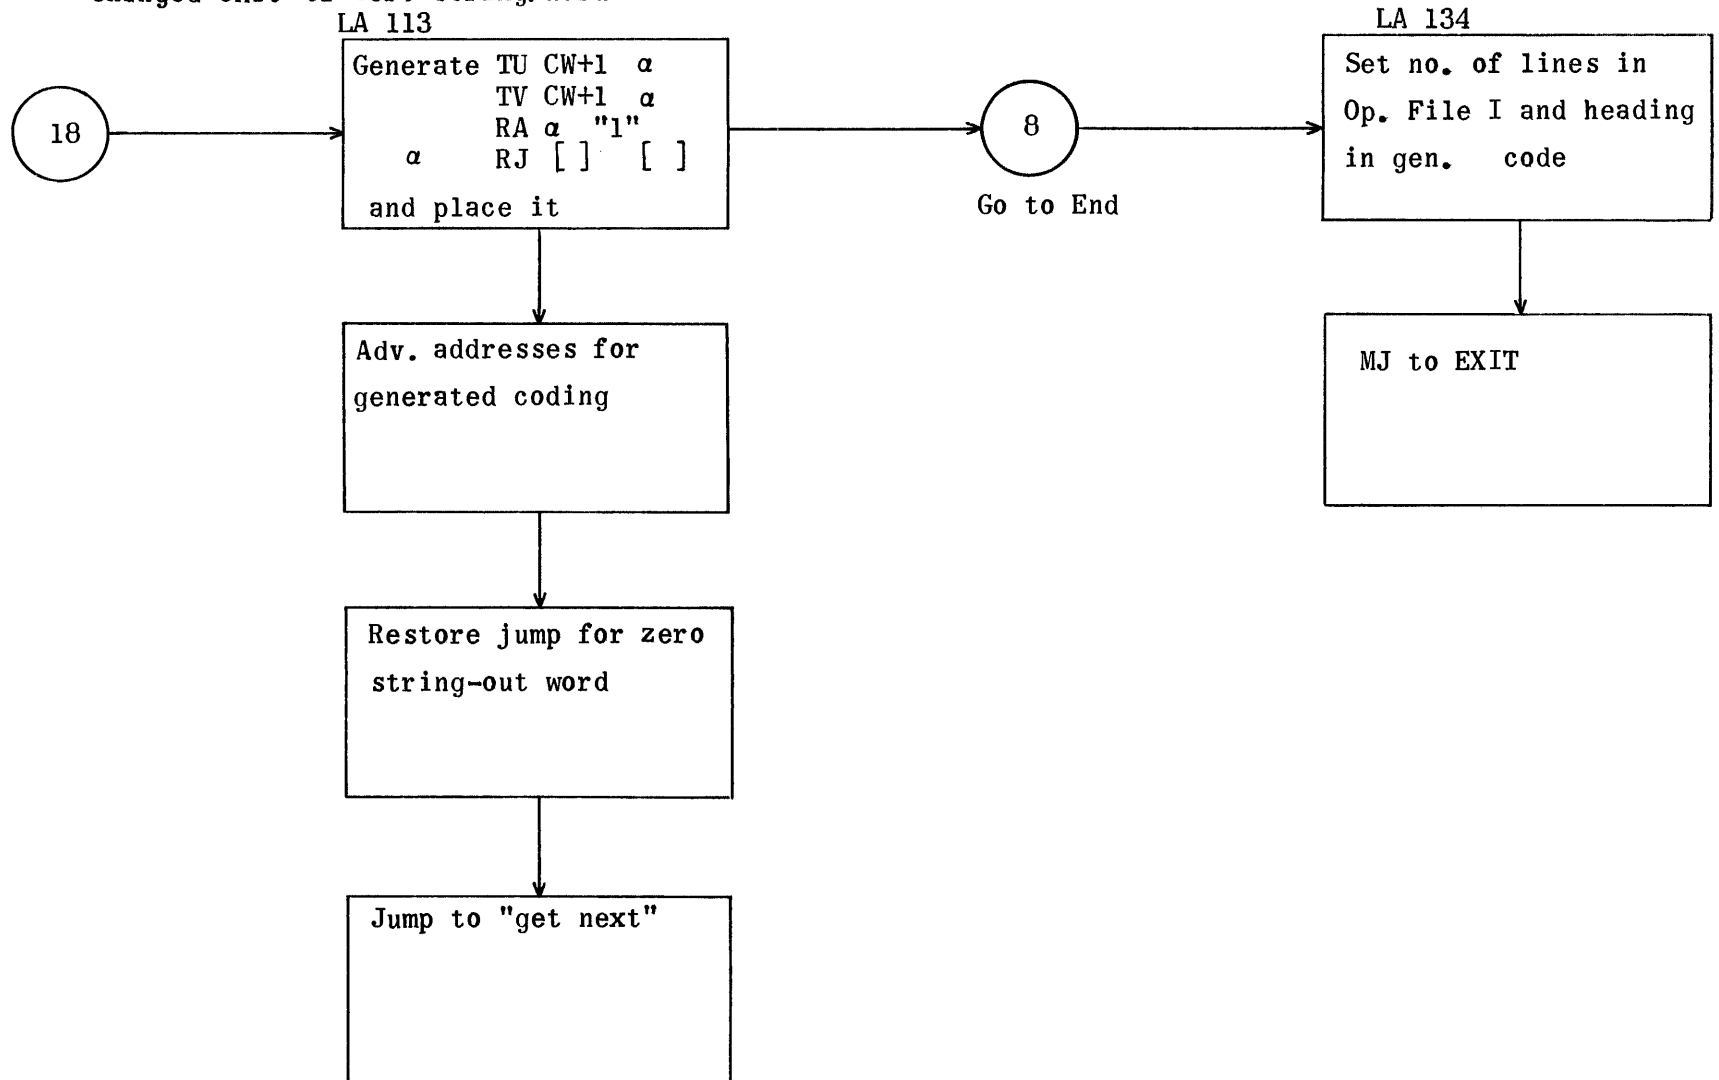 LA 113
Generate TU CW+1 α
TV CW+1 α
RA α "1"
α RJ [ ] [ ]
and place it
18
8
Go to End
LA 134
Set no. of lines in
Op. File I and heading
in gen. code
MJ to EXIT
Adv. addresses for
generated coding
Restore jump for zero
string-out word
Jump to "get next"